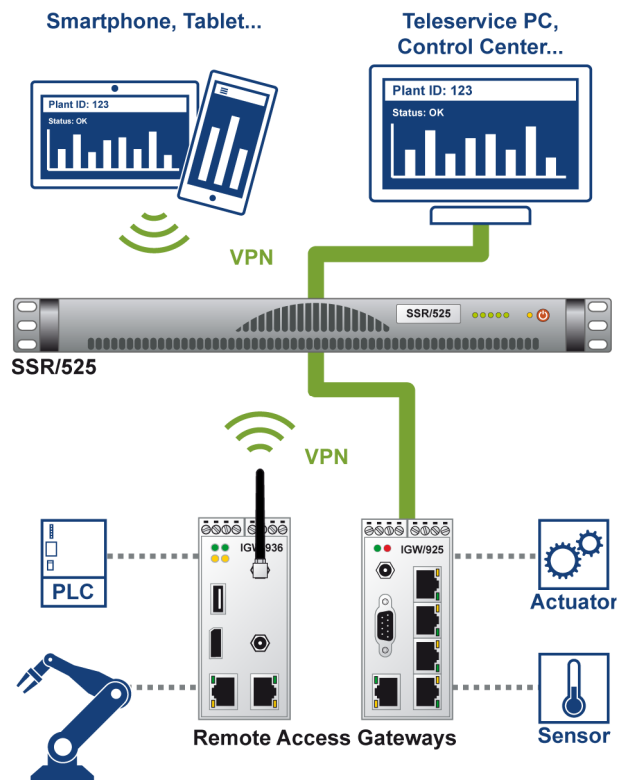 Smartphone, Tablet...
Teleservice PC,
Control Center...
Plant ID: 123
Status: OK
Plant ID: 123
Status: OK
VPN
SSR/525
SSR/525
VPN
IGW/936
IGW/925
PLC
Actuator
Remote Access Gateways
Sensor